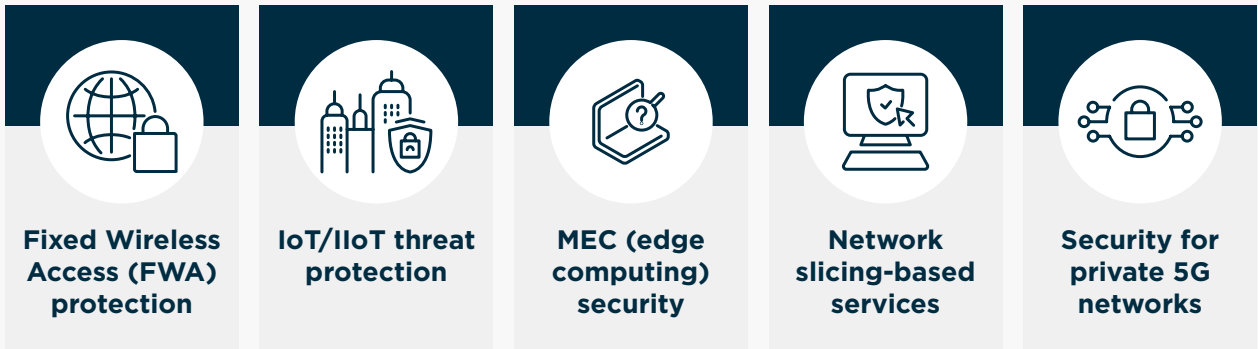 Fixed Wireless
Access (FWA)
protection
IoT/IIoT threat
protection
MEC (edge
computing)
security
Network
slicing-based
services
Security for
private 5G
networks